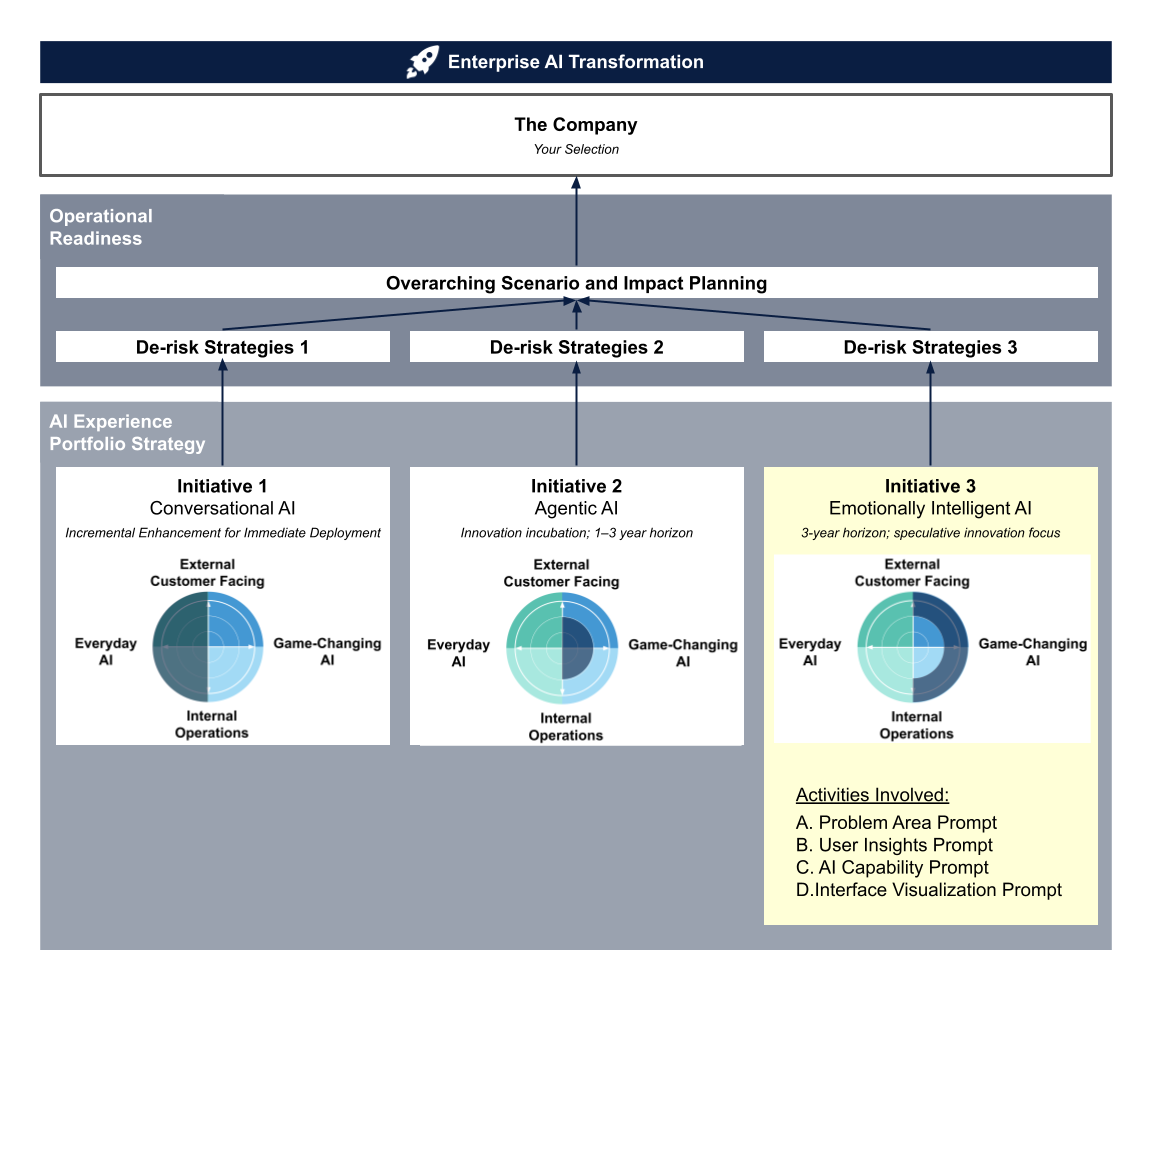 Enterprise AI Transformation
The Company
Your Selection
Operational
Readiness
Overarching Scenario and Impact Planning
De-risk Strategies 1
De-risk Strategies 2
De-risk Strategies 3
AI Experience
Portfolio Strategy
Initiative 1
Conversational AI
Incremental Enhancement for Immediate Deployment
External
Customer Facing
Everyday
AI
Game-Changing
AI
Internal
Operations
Initiative 2
Agentic AI
Innovation incubation; 1–3 year horizon
External
Customer Facing
Everyday
AI
Game-Changing
AI
Internal
Operations
Initiative 3
Emotionally Intelligent AI
3-year horizon; speculative innovation focus
External
Customer Facing
Everyday
AI
Game-Changing
AI
Internal
Operations
Activities Involved:
A. Problem Area Prompt
B. User Insights Prompt
C. AI Capability Prompt
D.Interface Visualization Prompt